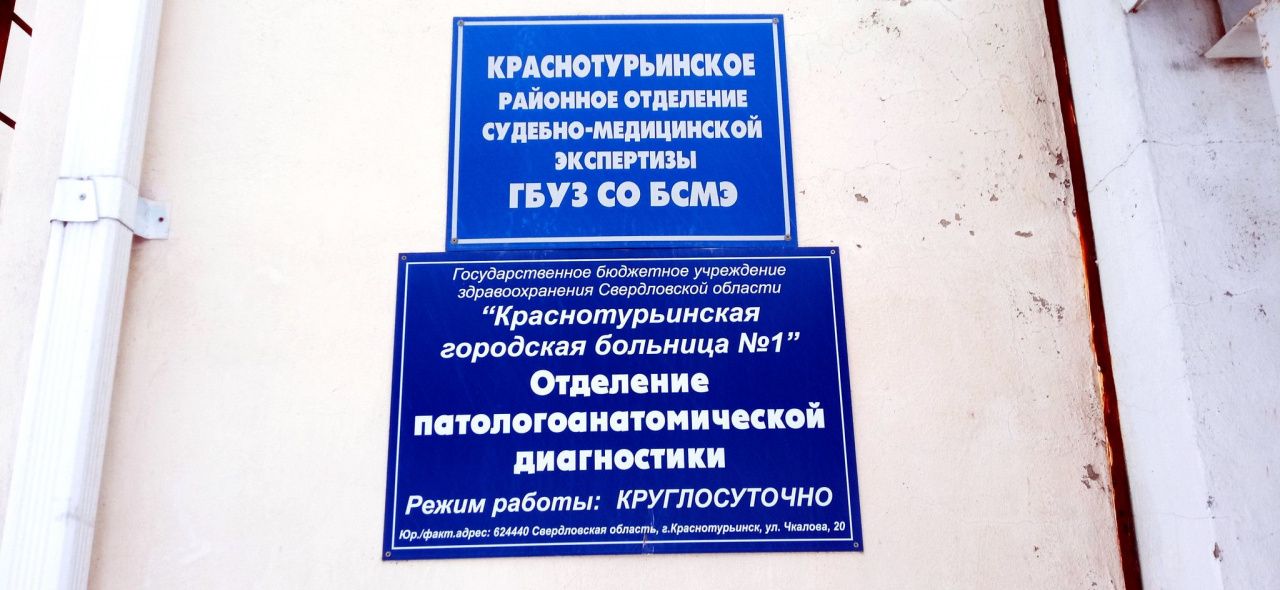 КРАСНОТУРЬИНСКОЕ
РАЙОННОЕ ОТДЕЛЕНИЕ
СУДЕБНО-МЕДИЦИНСКОЙ
ЭКСПЕРТИЗЫ
ГБУЗ СО БСМЭ
Государственное бюджетное учреждение
здравоохранения Свердловской области
“Краснотурьинская
городская больница №1”
Отделение
патологоанатомической
диагностики
Режим работы: КРУГЛОСУТОЧНО
Юр./факт.адрес: 624440 Свердловская область, г.Краснотурьинск, ул. Чкалова, 20